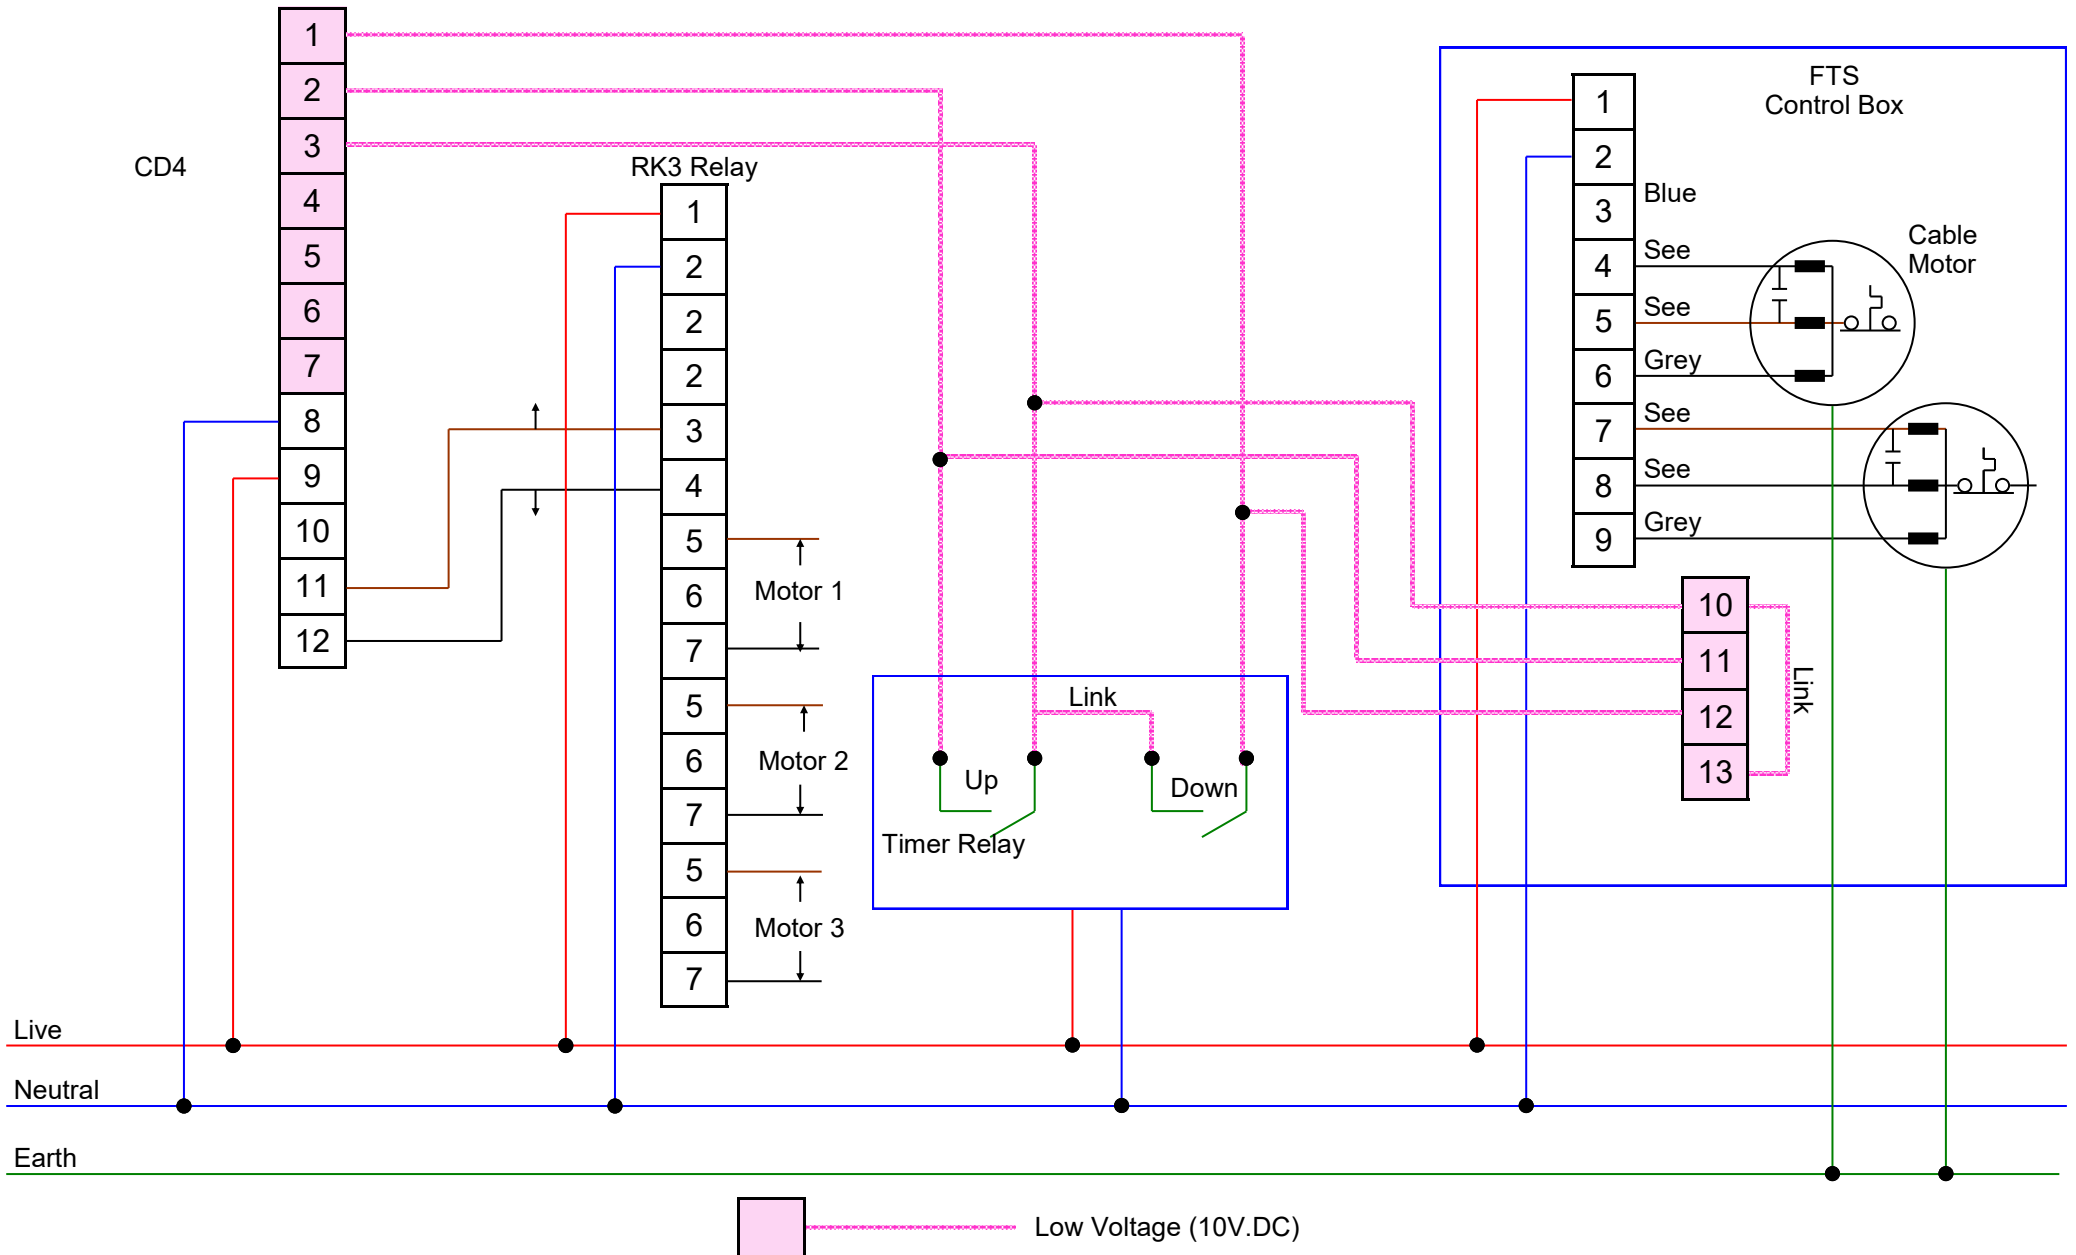 CD4
1
2
3
4
5
6
7
8
9
10
11
12
RK3 Relay
1
2
2
2
3
4
5
6
7
5
6
7
5
6
7
Motor 1
Motor 2
Motor 3
Link
Up
Down
Timer Relay
FTS
Control Box
1
2
3
4
5
6
7
8
9
Blue
See
See
Grey
See
See
Grey
Cable
Motor
10
11
12
13
Link
Live
Neutral
Earth
Low Voltage (10V.DC)